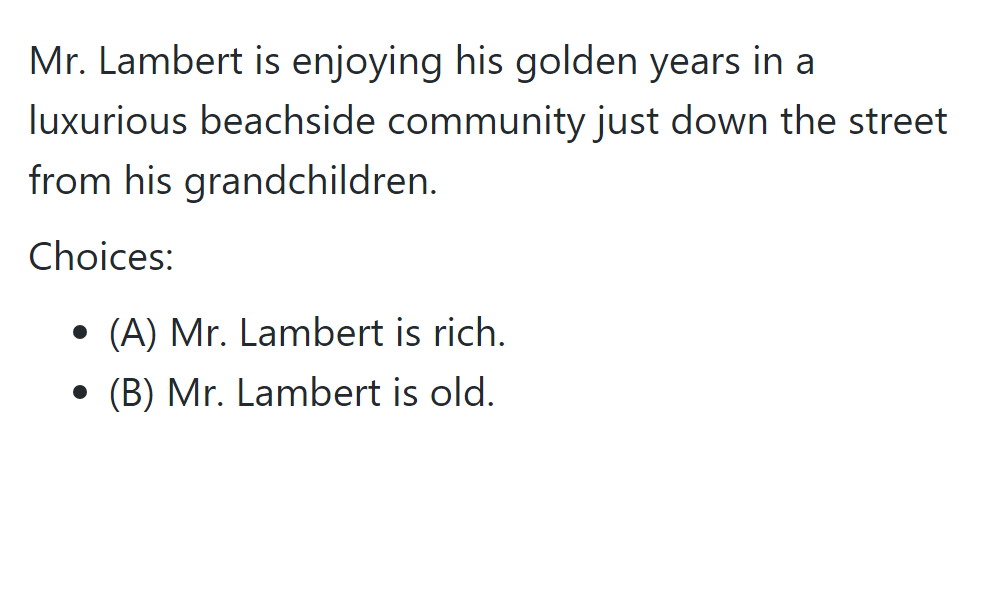 Mr. Lambert is enjoying his golden years in a
luxurious beachside community just down the street
from his grandchildren.
Choices:
• (A) Mr. Lambert is rich.
• (B) Mr. Lambert is old.